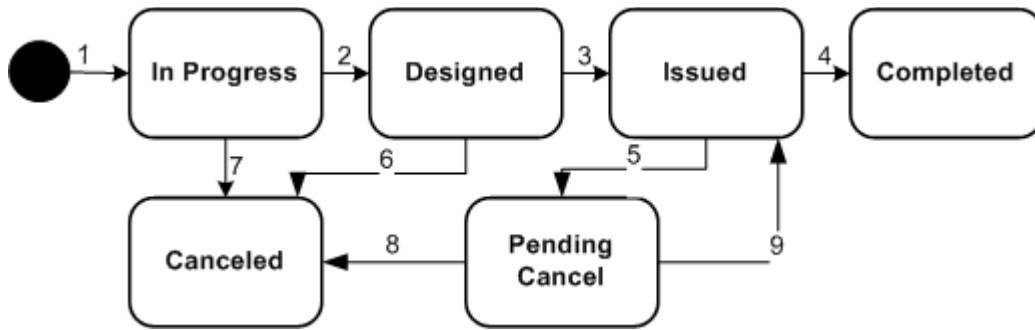 1
In Progress
2
Designed
3
Issued
4
Completed
7
6
5
Canceled
8
Pending
Cancel
9